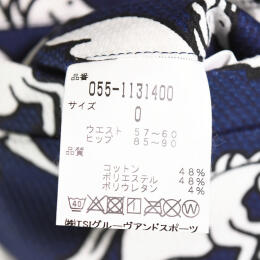 品番
055-1131400
サイズ
0
ウエスト 57~60
ヒップ 85~90
品質
コットン 48%
ポリエステル 48%
ポリウレタン 4%
40
㈱TSIグルーヴアンドスポーツ